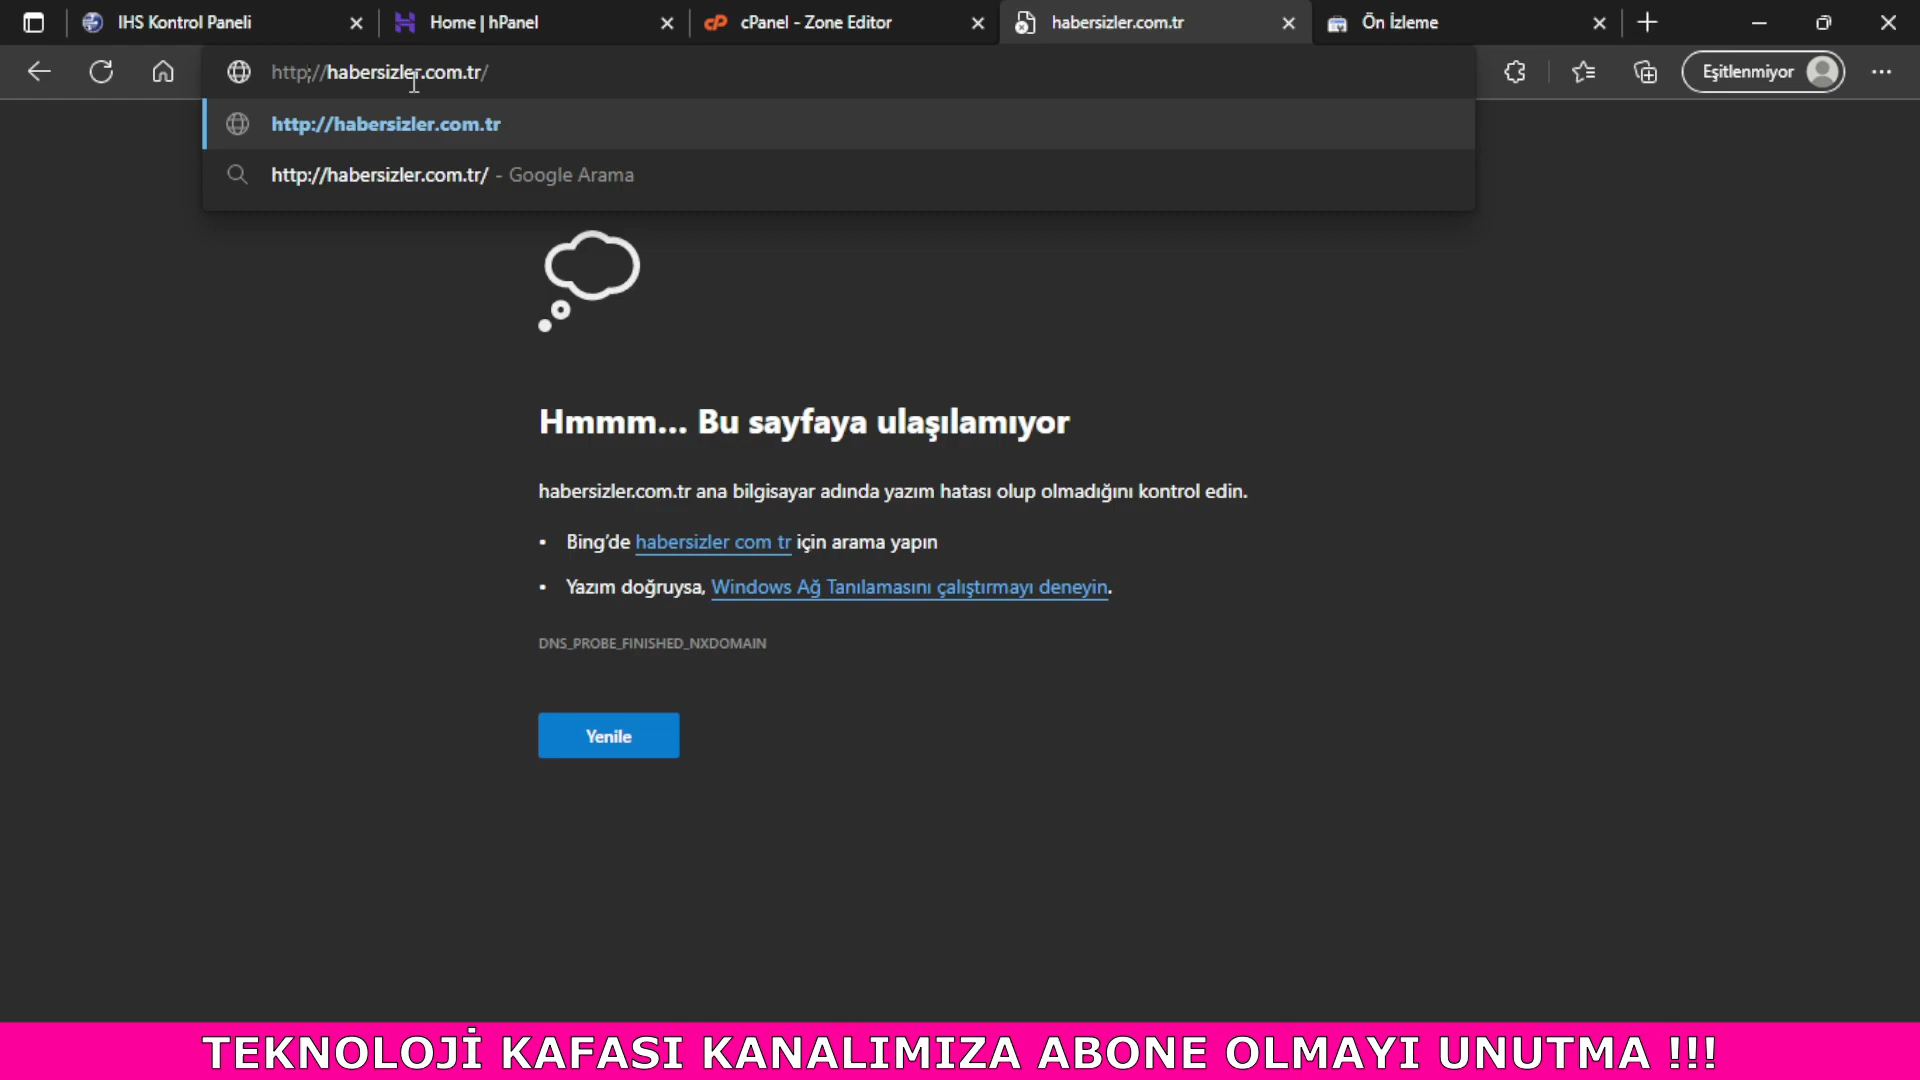 IHS Kontrol Paneli
Home | hPanel
cPanel - Zone Editor
habersizler.com.tr
Ön İzleme
http://habersizler.com.tr/
Eşitlenmiyor
http://habersizler.com.tr
http://habersizler.com.tr/ - Google Arama
Hmmm... Bu sayfaya ulaşılamıyor
habersizler.com.tr ana bilgisayar adında yazım hatası olup olmadığını kontrol edin.
• Bing'de habersizler com tr için arama yapın
• Yazım doğruysa, Windows Ağ Tanılamasını çalıştırmayı deneyin.
DNS_PROBE_FINISHED_NXDOMAIN
Yenile
TEKNOLOJİ KAFASI KANALIMIZA ABONE OLMAYI UNUTMA !!!